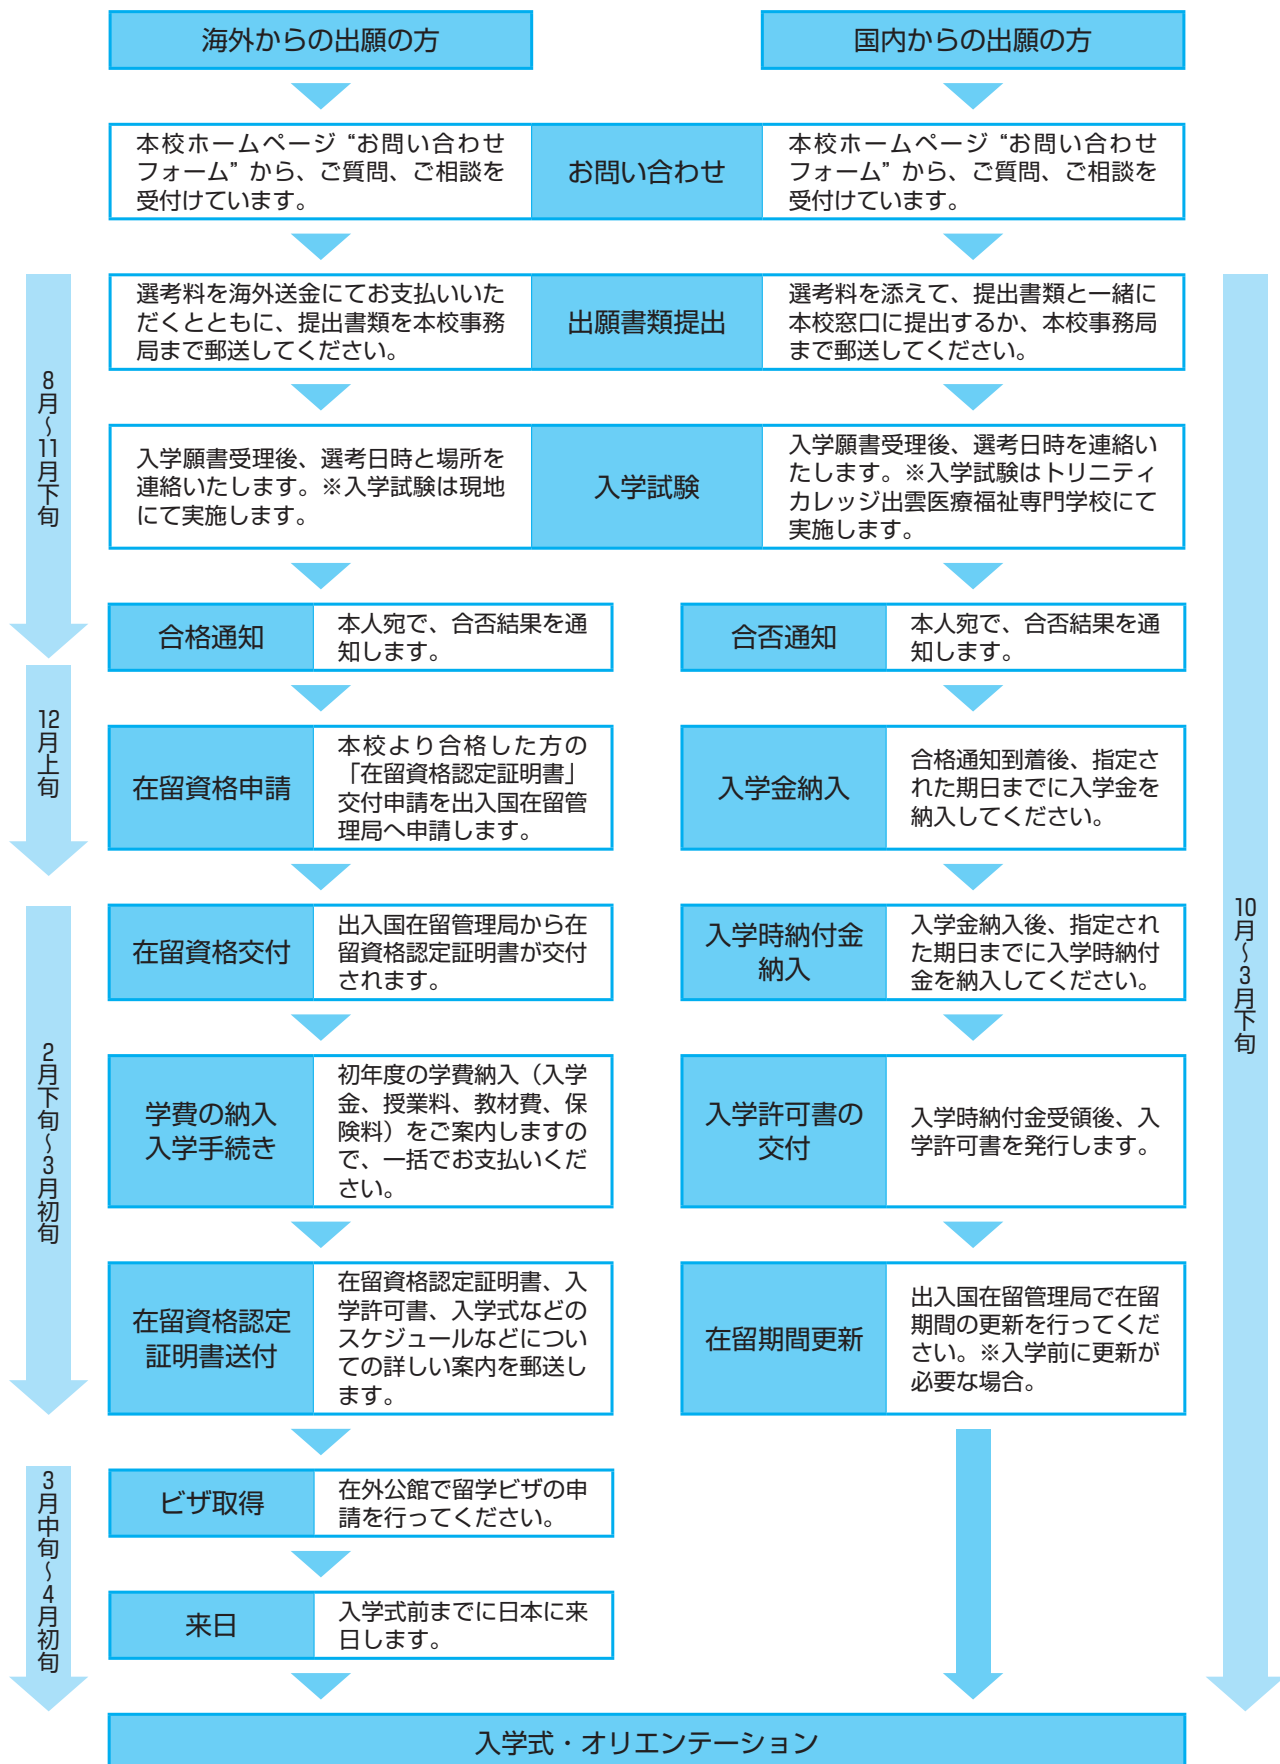 海外からの出願の方
国内からの出願の方
本校ホームページ “お問い合わせ
フォーム” から、ご質問、ご相談を
受付けています。
お問い合わせ
本校ホームページ “お問い合わせ
フォーム” から、ご質問、ご相談を
受付けています。
選考料を海外送金にてお支払いいた
だくとともに、提出書類を本校事務
局まで郵送してください。
出願書類提出
選考料を添えて、提出書類と一緒に
本校窓口に提出するか、本校事務局
まで郵送してください。
8月〜11月下旬
入学願書受理後、選考日時と場所を
連絡いたします。※入学試験は現地
にて実施します。
入学試験
入学願書受理後、選考日時を連絡い
たします。※入学試験はトリニティ
カレッジ出雲医療福祉専門学校にて
実施します。
合格通知
本人宛で、合否結果を通
知します。
合否通知
本人宛で、合否結果を通
知します。
12月上旬
在留資格申請
本校より合格した方の
「在留資格認定証明書」
交付申請を出入国在留管
理局へ申請します。
入学金納入
合格通知到着後、指定さ
れた期日までに入学金を
納入してください。
在留資格交付
出入国在留管理局から在
留資格認定証明書が交付
されます。
入学時納付金
納入
入学金納入後、指定され
た期日までに入学時納付
金を納入してください。
10月〜3月下旬
2月下旬〜3月初旬
学費の納入
入学手続き
初年度の学費納入（入学
金、授業料、教材費、保
険料）をご案内しますの
で、一括でお支払いくだ
さい。
入学許可書の
交付
入学時納付金受領後、入
学許可書を発行します。
在留資格認定
証明書送付
在留資格認定証明書、入
学許可書、入学式などの
スケジュールなどについ
ての詳しい案内を郵送し
ます。
在留期間更新
出入国在留管理局で在留
期間の更新を行ってくだ
さい。※入学前に更新が
必要な場合。
3月中旬〜4月初旬
ビザ取得
在外公館で留学ビザの申
請を行ってください。
来日
入学式前までに日本に来
日します。
入学式・オリエンテーション